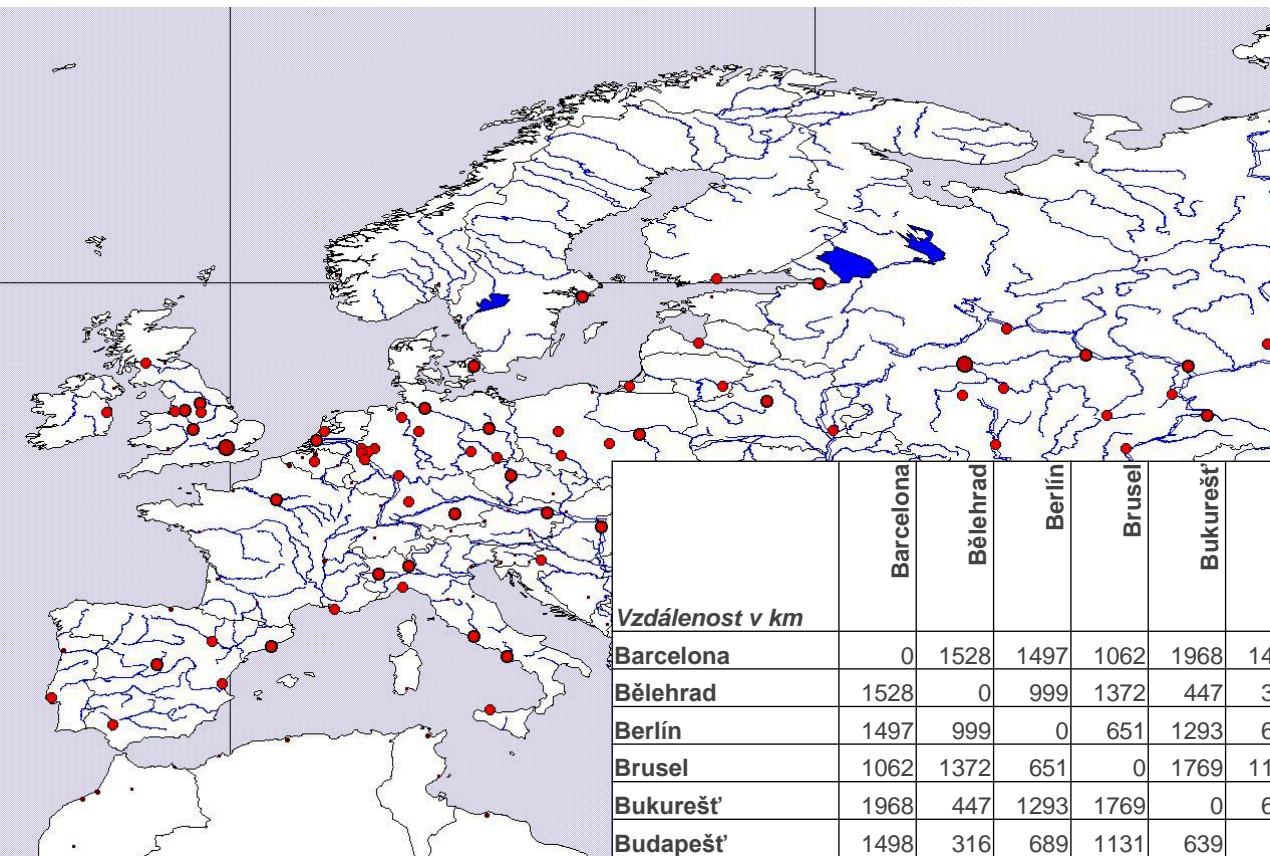 Vzdálenost v km Barcelona Bělehrad Berlín Brusel Bukurešť
Barcelona 0 1528 1497 1062 1968
Bělehrad 1528 0 999 1372 447
Berlín 1497 999 0 651 1293
Brusel 1062 1372 651 0 1769
Bukurešť 1968 447 1293 1769 0
Budapešť 1498 316 689 1131 639